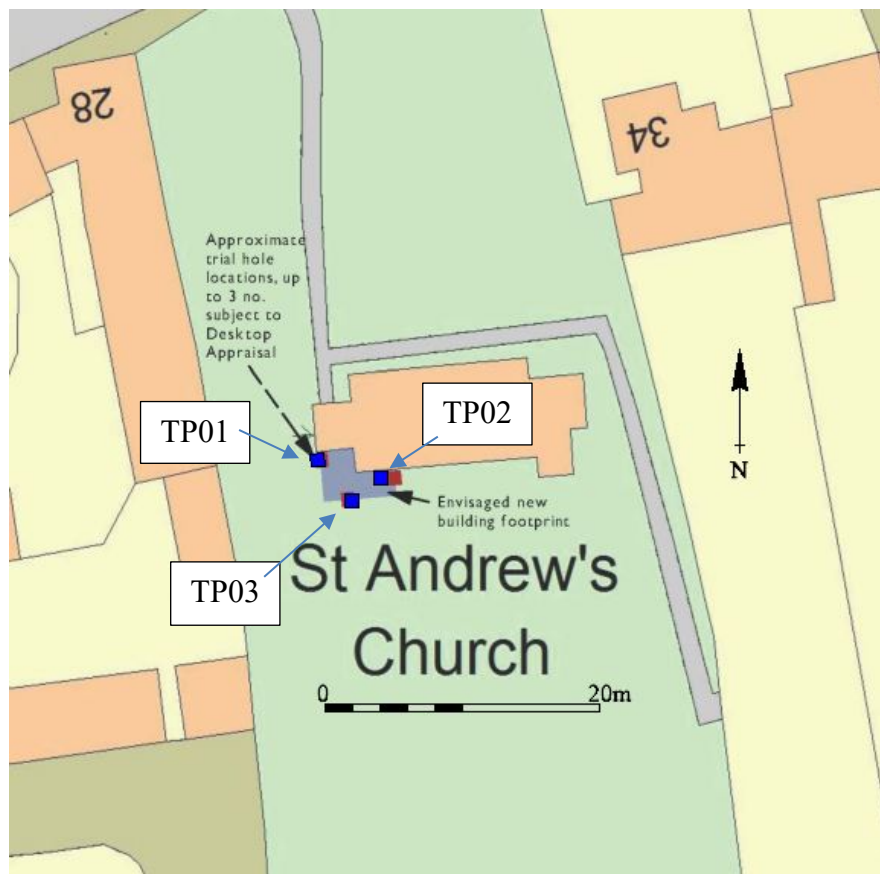 28
34
Approximate
trial hole
locations, up
to 3 no.
subject to
Desktop
Appraisal
TP01
TP02
N
Envisaged new
building footprint
TP03
St Andrew's
Church
0 20m